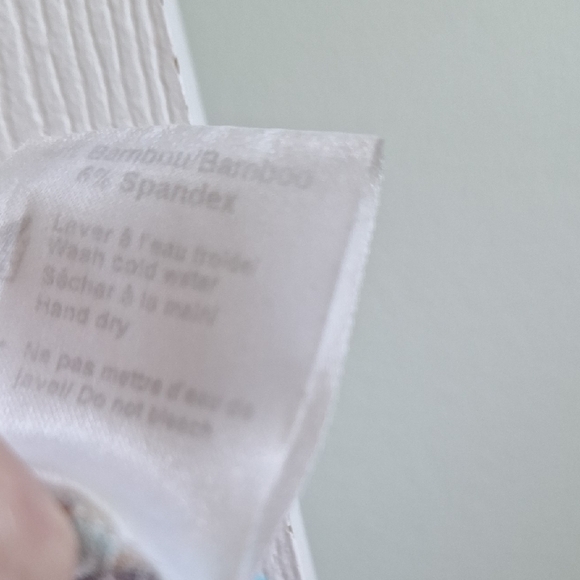 Bambou/Bamboo
6% Spandex
Laver à l'eau froide/
Wash cold water
Sécher à la main/
Hand dry
Ne pas mettre d'eau de
javel/ Do not bleach